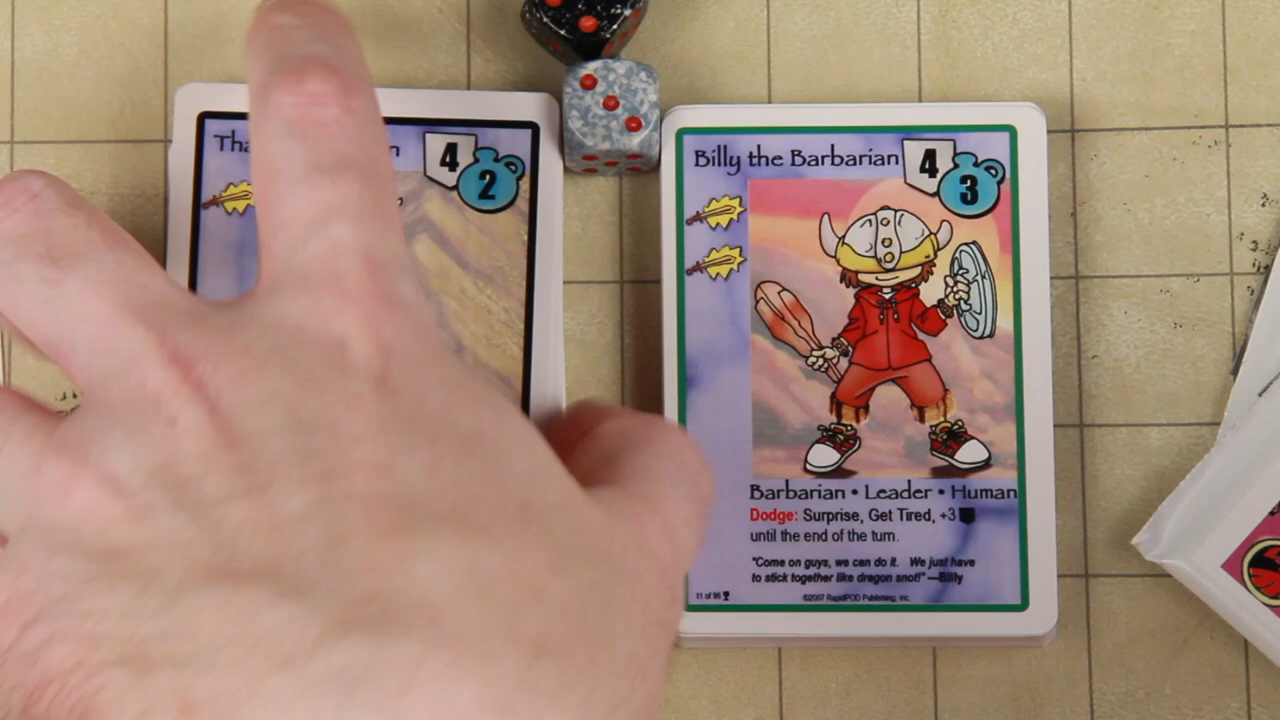 4
2
Billy the Barbarian
4
3
Barbarian • Leader • Human
Dodge: Surprise, Get Tired, +3
until the end of the turn.
"Come on guys, we can do it. We just have
to stick together like dragon snot!" —Billy
11 of 96
©2007 RapidPOD Publishing, Inc.